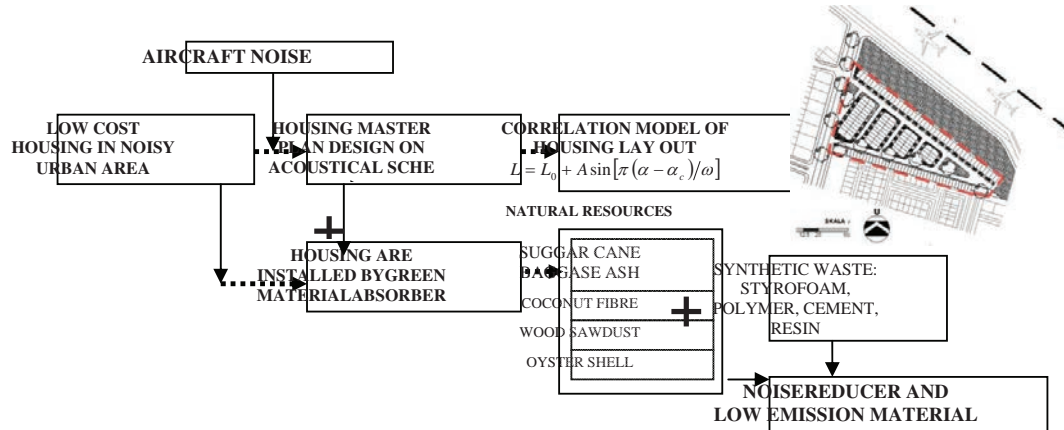 AIRCRAFT NOISE
LOW COST
HOUSING IN NOISY
URBAN AREA
HOUSING MASTER
PLAN DESIGN ON
ACOUSTICAL SCHE
CORRELATION MODEL OF
HOUSING LAY OUT
L = L₀ + A sin[π(α − α_c)/ω]
U
SKALA
NATURAL RESOURCES
HOUSING ARE
INSTALLED BYGREEN
MATERIALABSORBER
SUGGAR CANE
BAGGASE ASH
COCONUT FIBRE
WOOD SAWDUST
OYSTER SHELL
SYNTHETIC WASTE:
STYROFOAM,
POLYMER, CEMENT,
RESIN
NOISEREDUCER AND
LOW EMISSION MATERIAL